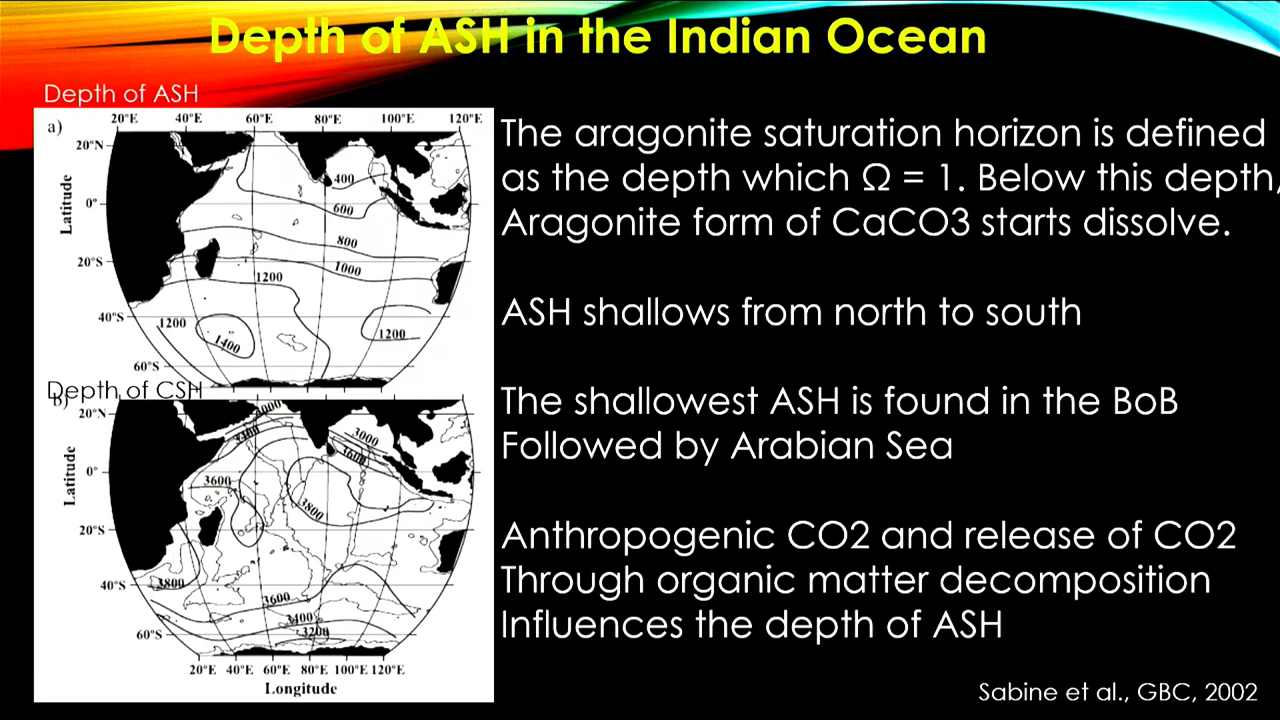 Depth of ASH in the Indian Ocean
Depth of ASH
a)
20°E 40°E 60°E 80°E 100°E 120°E
20°N
0°
20°S
40°S
60°S
Latitude
400
600
800
1000
1200
1200
1400
1200
Depth of CSH
b)
20°N
0°
20°S
40°S
60°S
Latitude
3000
3300
3000
3600
3600
3800
3800
3600
3400
3200
20°E 40°E 60°E 80°E 100°E 120°E
Longitude
The aragonite saturation horizon is defined
as the depth which Ω = 1. Below this depth,
Aragonite form of CaCO3 starts dissolve.
ASH shallows from north to south
The shallowest ASH is found in the BoB
Followed by Arabian Sea
Anthropogenic CO2 and release of CO2
Through organic matter decomposition
Influences the depth of ASH
Sabine et al., GBC, 2002